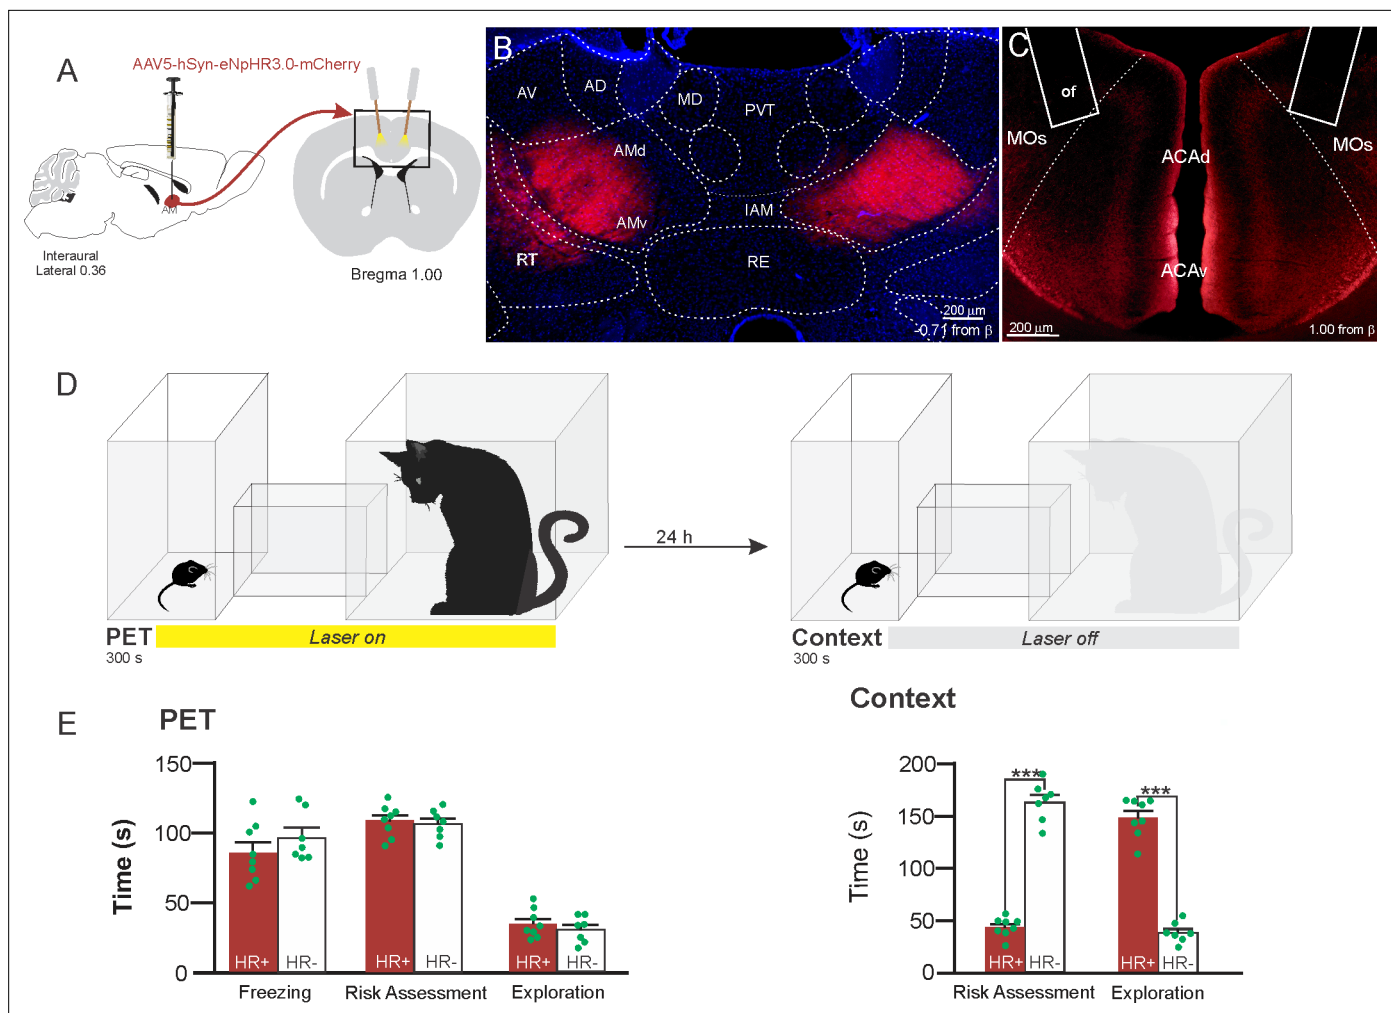 A
AAV5-hSyn-eNpHR3.0-mCherry
AM
Interaural
Lateral 0.36
Bregma 1.00
B
AV
AD
MD
PVT
AMd
AMv
IAM
RT
RE
200 µm
-0.71 from β
C
of
MOs
MOs
ACAd
ACAv
200 µm
1.00 from β
D
24 h
PET
Laser on
300 s
Context
Laser off
300 s
E
PET
150
100
50
0
Time (s)
HR+
HR-
HR+
HR-
HR+
HR-
Freezing
Risk Assessment
Exploration
Context
200
150
100
50
0
Time (s)
***
***
HR+
HR-
HR+
HR-
Risk Assessment
Exploration